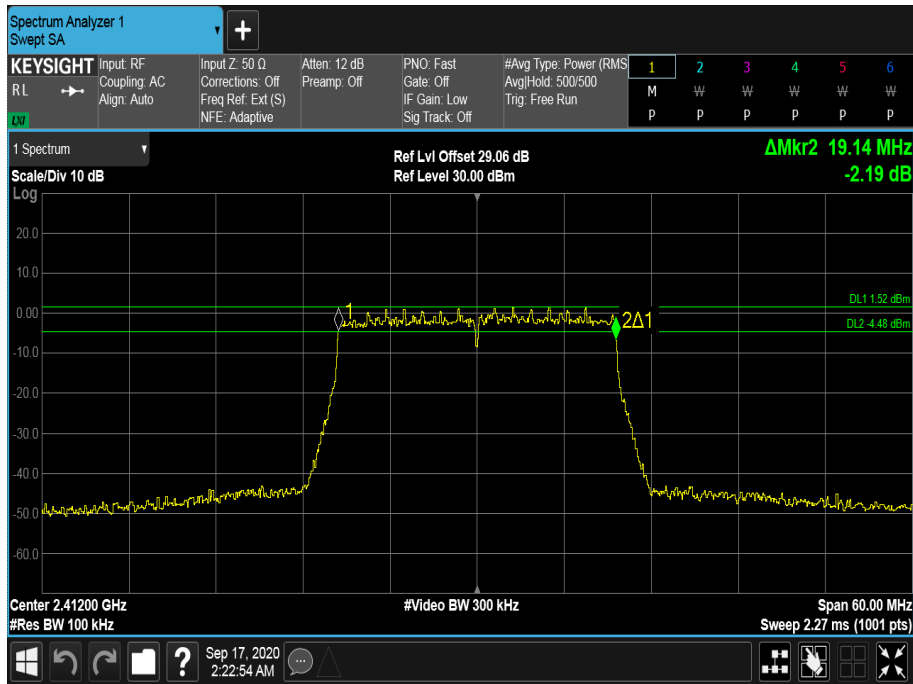 Spectrum Analyzer 1
Swept SA
+
KEYSIGHT
RL
LXI
Input: RF
Coupling: AC
Align: Auto
Input Z: 50 Ω
Corrections: Off
Freq Ref: Ext (S)
NFE: Adaptive
Atten: 12 dB
Preamp: Off
PNO: Fast
Gate: Off
IF Gain: Low
Sig Track: Off
#Avg Type: Power (RMS
Avg|Hold: 500/500
Trig: Free Run
1 2 3 4 5 6
M W W W W W
P P P P P P
1 Spectrum
Scale/Div 10 dB
Log
Ref Lvl Offset 29.06 dB
Ref Level 30.00 dBm
ΔMkr2 19.14 MHz
-2.19 dB
20.0
10.0
0.00
-10.0
-20.0
-30.0
-40.0
-50.0
-60.0
DL1 1.52 dBm
1
2Δ1
DL2 -4.48 dBm
Center 2.41200 GHz
#Res BW 100 kHz
#Video BW 300 kHz
Span 60.00 MHz
Sweep 2.27 ms (1001 pts)
?
Sep 17, 2020
2:22:54 AM